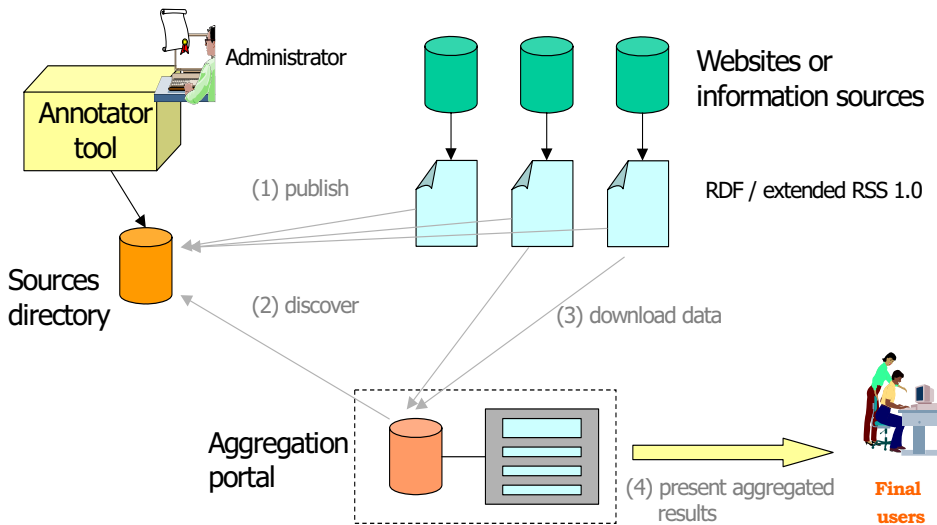 Administrator
Annotator
tool
Websites or
information sources
(1) publish
RDF / extended RSS 1.0
Sources
directory
(2) discover
(3) download data
Aggregation
portal
(4) present aggregated
results
Final
users